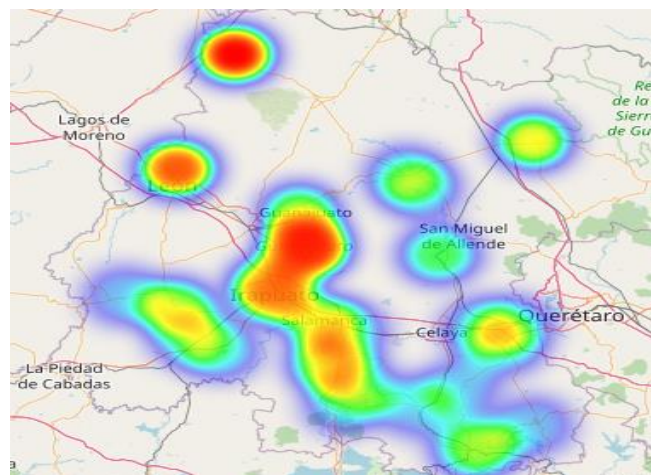 Lagos de
Moreno
Re
de la
Sierr
de Gu
León
Guanajuato
San Miguel
de Allende
Irapuato
Salamanca
Celaya
Querétaro
La Piedad
de Cabadas
a